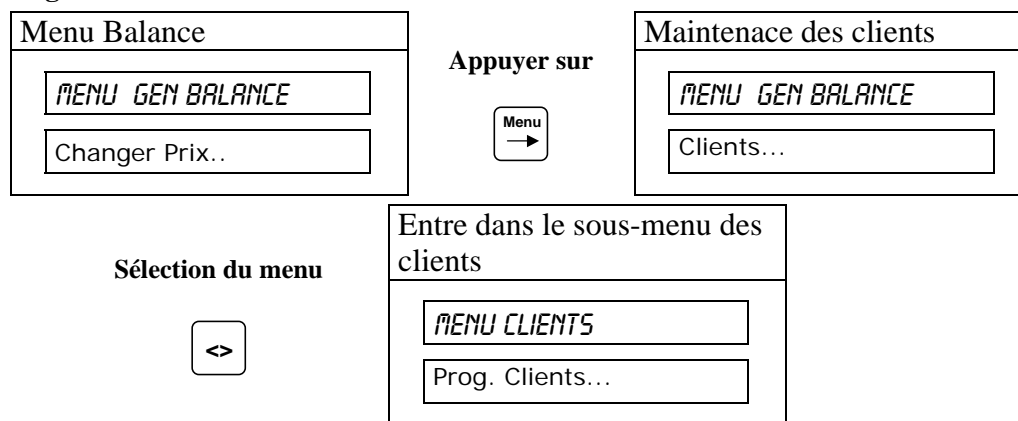 Menu Balance
MENU GEN BALANCE
Changer Prix..
Appuyer sur
Menu
Maintenace des clients
MENU GEN BALANCE
Clients...
Sélection du menu
<>
Entre dans le sous-menu des
clients
MENU CLIENTS
Prog. Clients...